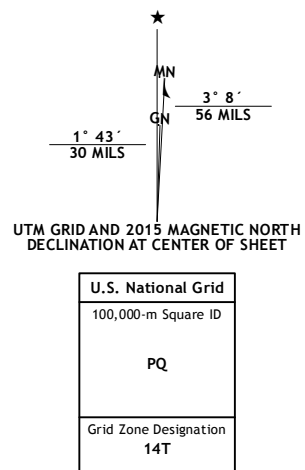 ★
MN
3° 8´
56 MILS
GN
1° 43´
30 MILS
UTM GRID AND 2015 MAGNETIC NORTH
DECLINATION AT CENTER OF SHEET
U.S. National Grid
100,000-m Square ID
PQ
Grid Zone Designation
14T